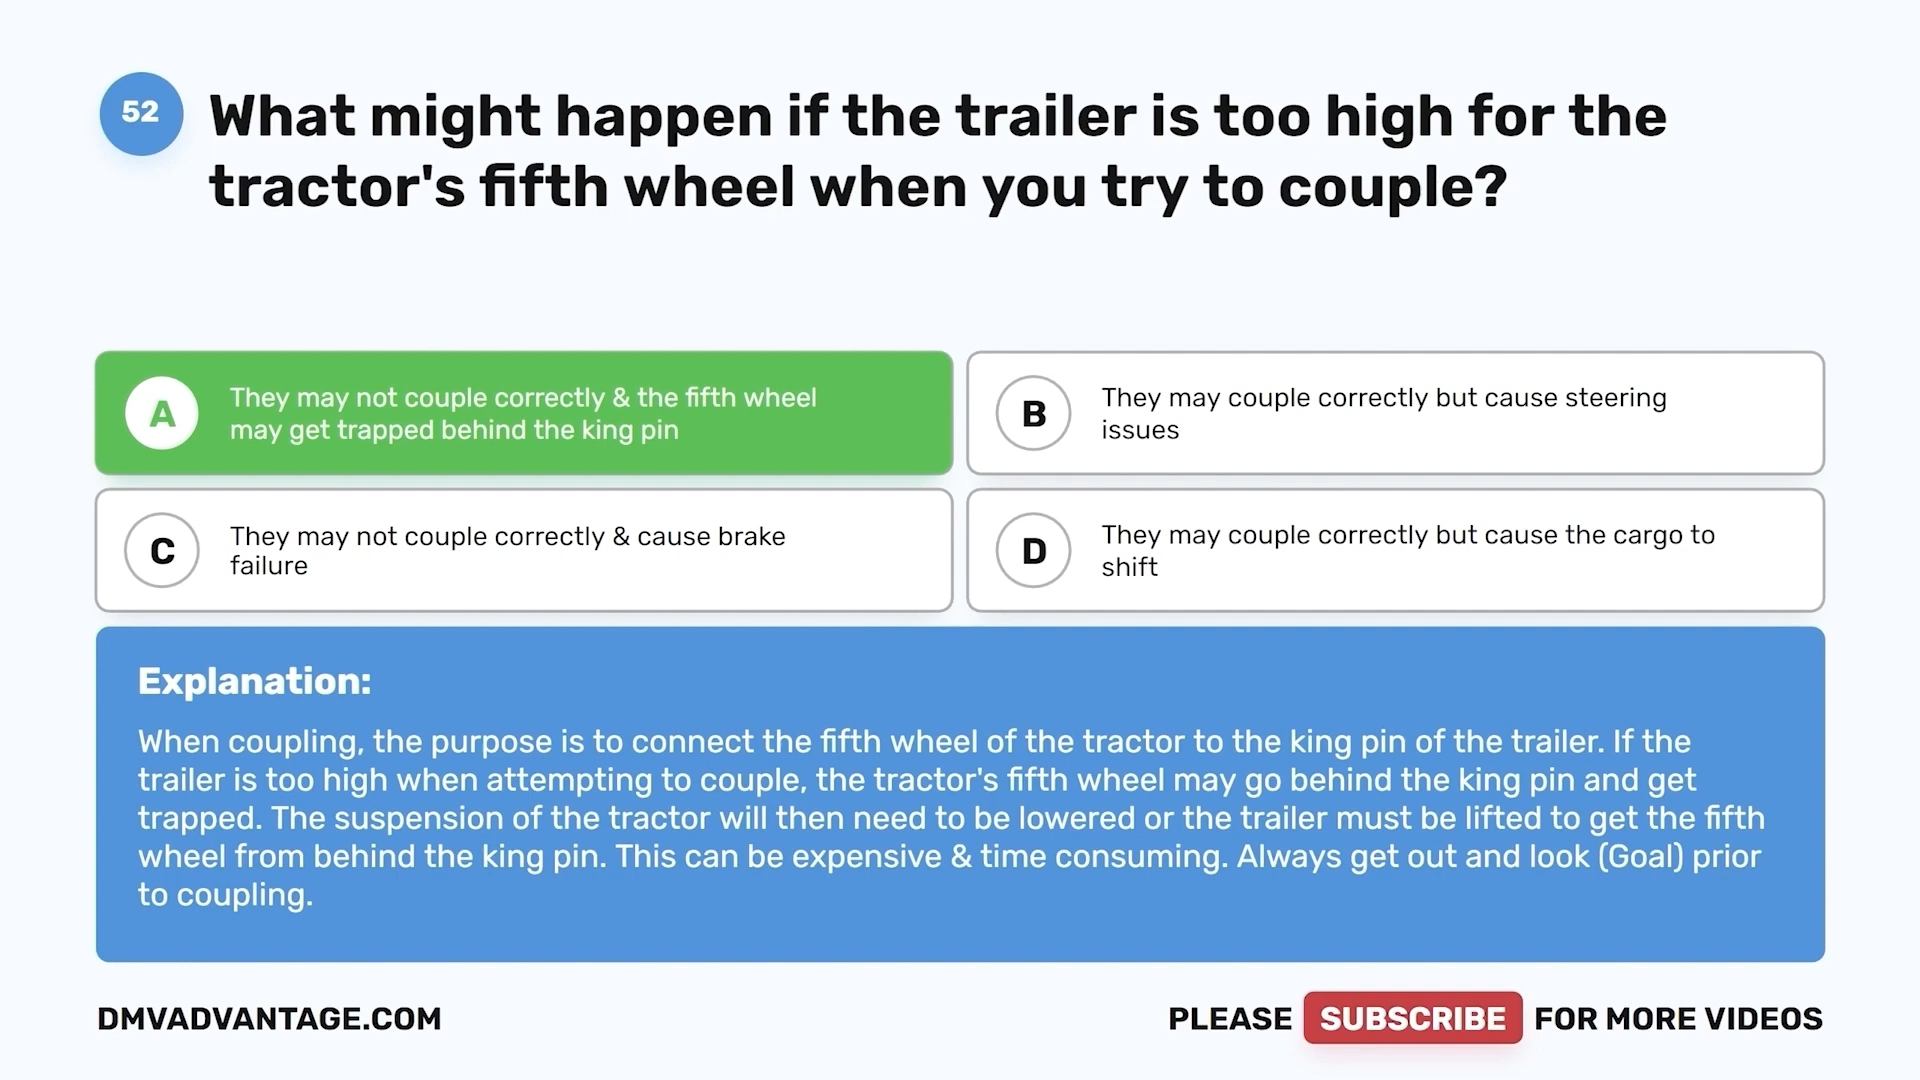 52
What might happen if the trailer is too high for the
tractor's fifth wheel when you try to couple?
A
They may not couple correctly & the fifth wheel
may get trapped behind the king pin
B
They may couple correctly but cause steering
issues
C
They may not couple correctly & cause brake
failure
D
They may couple correctly but cause the cargo to
shift
Explanation:
When coupling, the purpose is to connect the fifth wheel of the tractor to the king pin of the trailer. If the
trailer is too high when attempting to couple, the tractor's fifth wheel may go behind the king pin and get
trapped. The suspension of the tractor will then need to be lowered or the trailer must be lifted to get the fifth
wheel from behind the king pin. This can be expensive & time consuming. Always get out and look (Goal) prior
to coupling.
DMVADVANTAGE.COM
PLEASE SUBSCRIBE FOR MORE VIDEOS